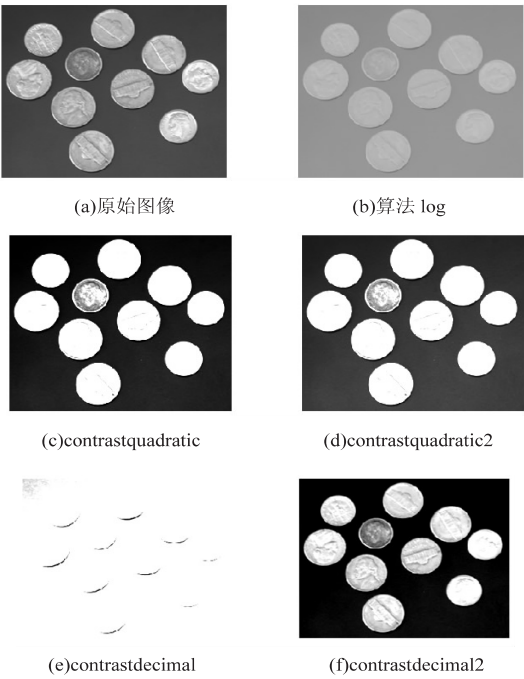 (a)原始图像
(b)算法 log
(c)contrastquadratic
(d)contrastquadratic2
(e)contrastdecimal
(f)contrastdecimal2